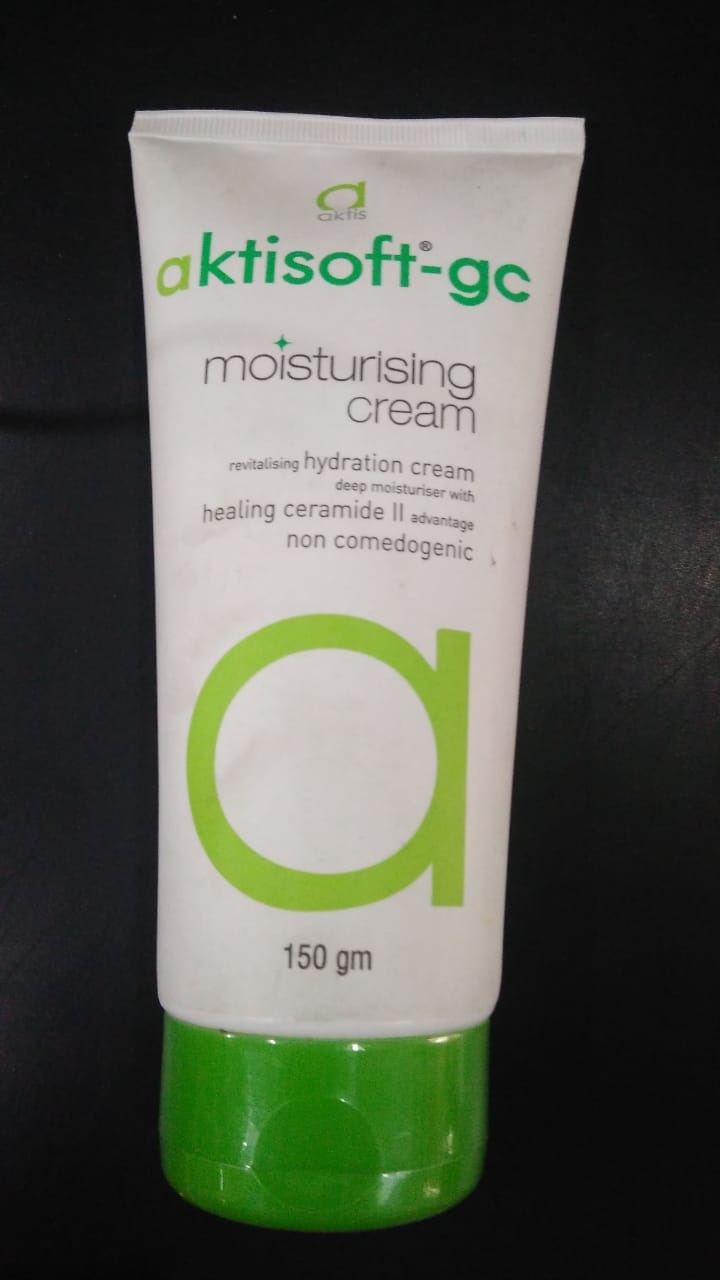 aktis
aktisoft®-gc
moisturising
cream
revitalising hydration cream
deep moisturiser with
healing ceramide II advantage
non comedogenic
a
150 gm